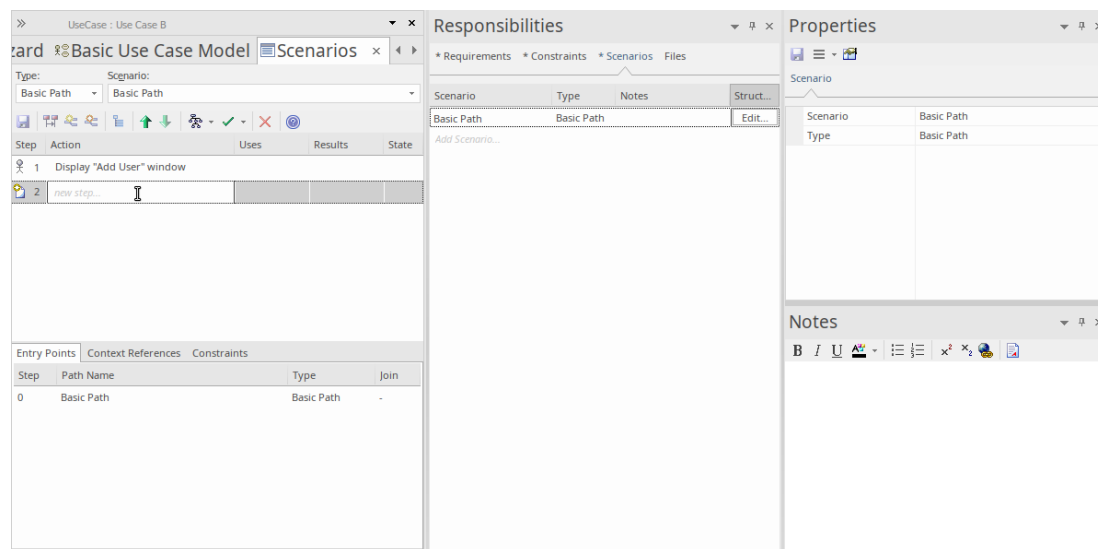 UseCase : Use Case B
zard Basic Use Case Model Scenarios
Type: Scenario:
Basic Path Basic Path
Step Action Uses Results State
1 Display "Add User" window
2 new step...
Entry Points Context References Constraints
Step Path Name Type Join
0 Basic Path Basic Path -
Responsibilities
* Requirements * Constraints * Scenarios Files
Scenario Type Notes Struct...
Basic Path Basic Path Edit...
Add Scenario...
Properties
Scenario
Scenario Basic Path
Type Basic Path
Notes
B I U A x² x₂